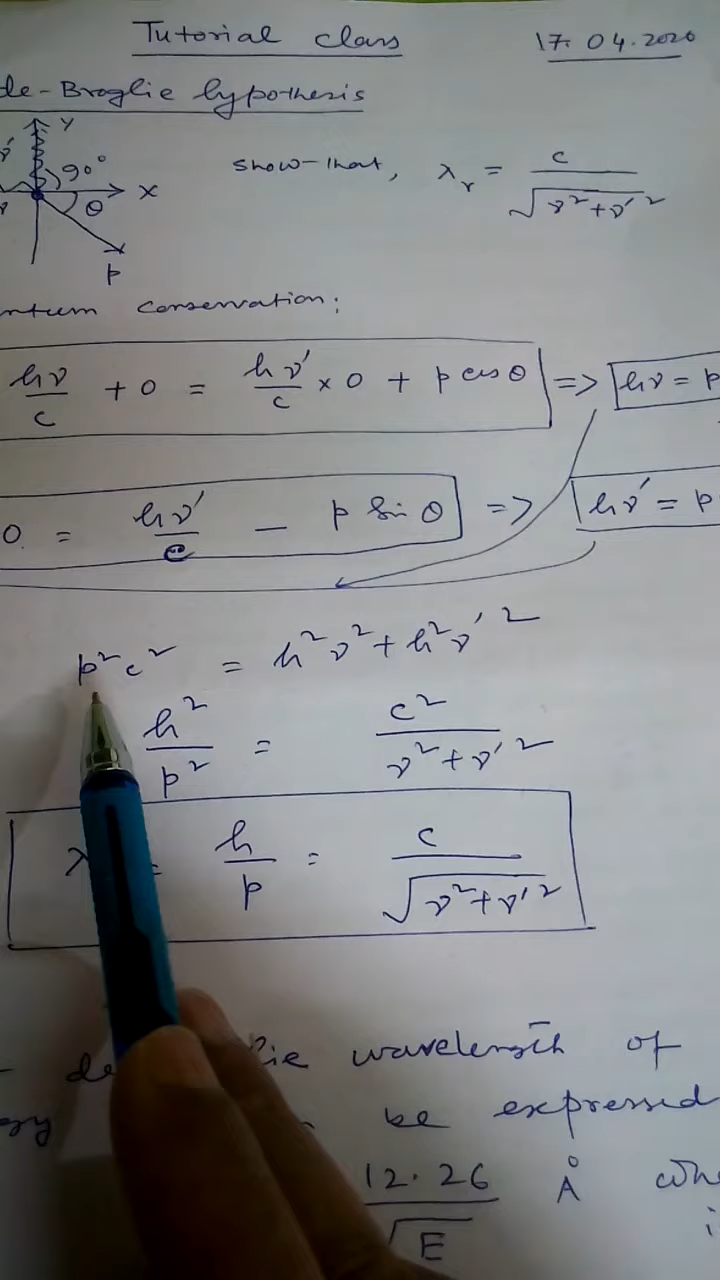 Tutorial class 17.04.2020
de-Broglie hypothesis
Y
ν'
90°
show-that, λr = c / √(ν² + ν'²)
X
θ
p
conservation:
hν/c + 0 = hν'/c × 0 + p cos θ => hν = p
0 = hν'/c − p sin θ => hν' = p
p²c² = h²ν² + h²ν'²
h²/p² = c²/(ν² + ν'²)
λ = h/p = c/√(ν² + ν'²)
wavelength of
be expressed
12.26/√E Å